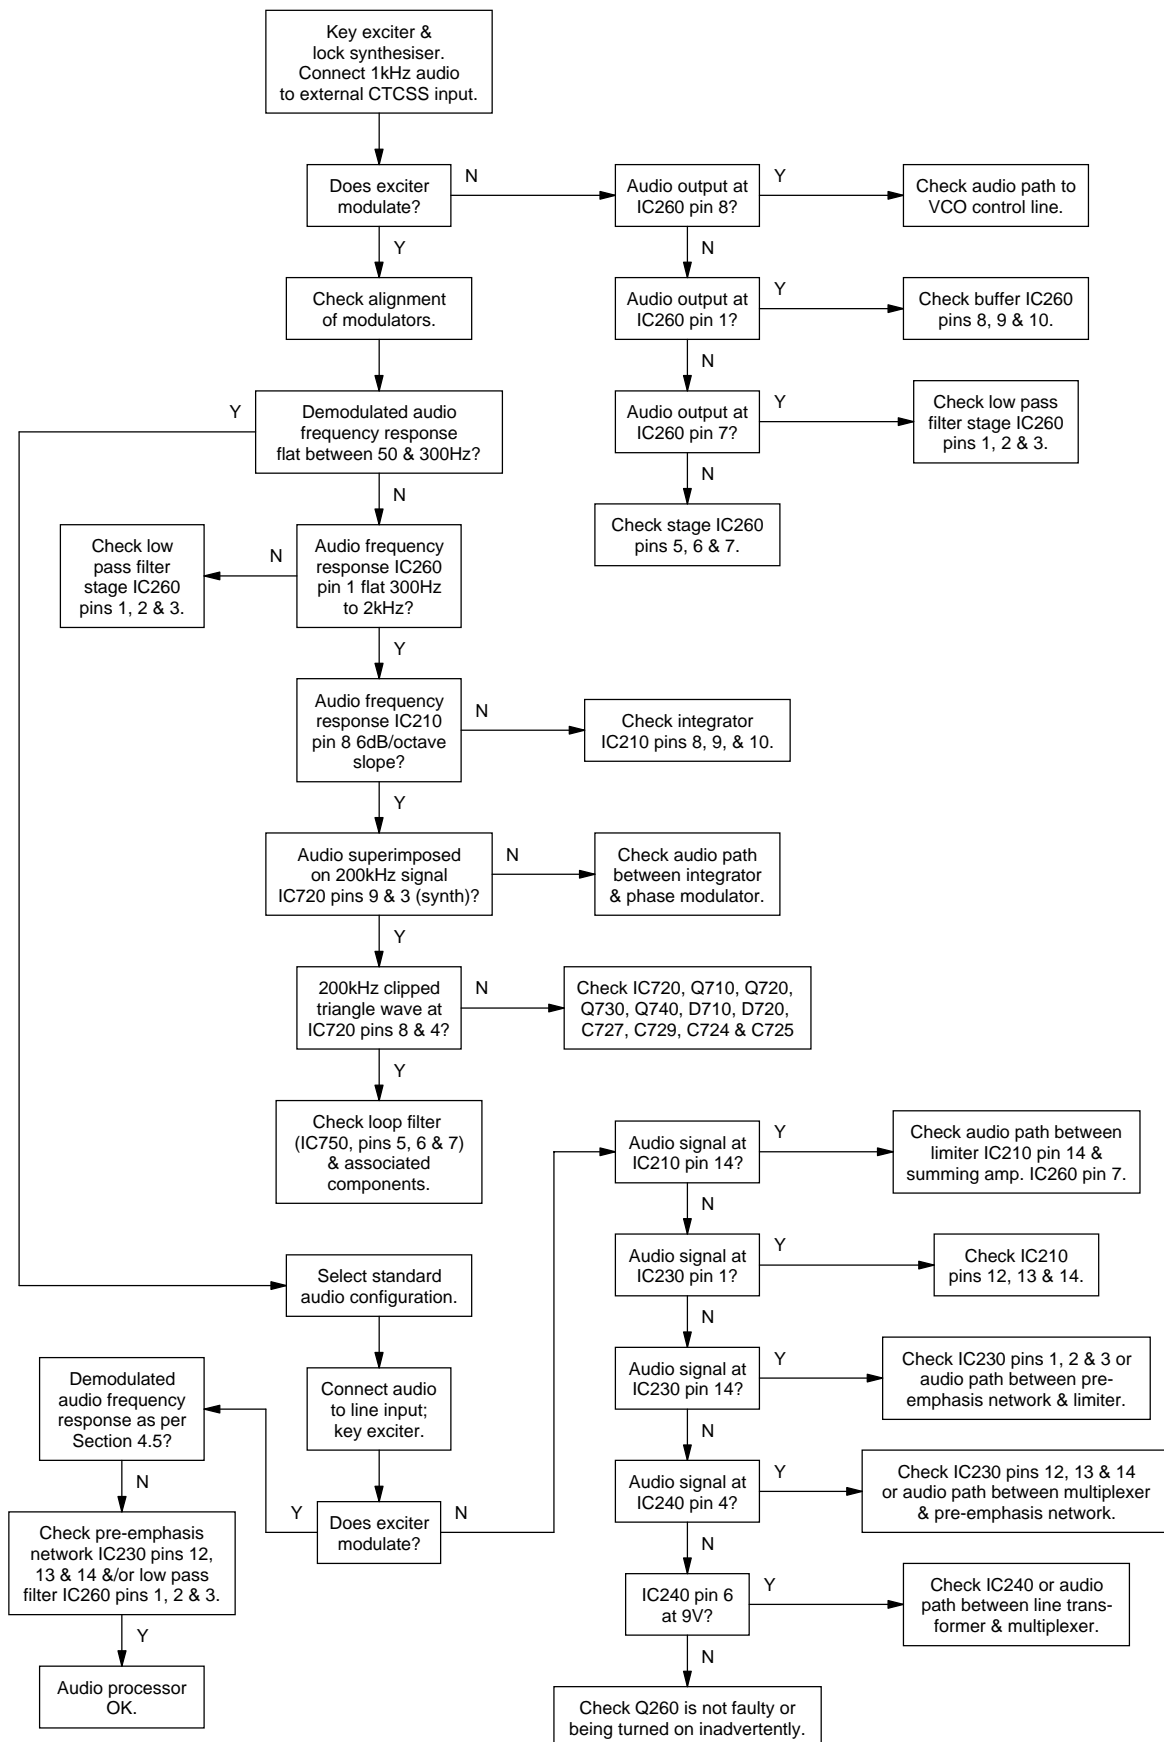 Key exciter &
lock synthesiser.
Connect 1kHz audio
to external CTCSS input.
Does exciter
modulate?
N
Audio output at
IC260 pin 8?
Y
Check audio path to
VCO control line.
Y
N
Check alignment
of modulators.
Audio output at
IC260 pin 1?
Y
Check buffer IC260
pins 8, 9 & 10.
N
Y
Demodulated audio
frequency response
flat between 50 & 300Hz?
Audio output at
IC260 pin 7?
Y
Check low pass
filter stage IC260
pins 1, 2 & 3.
N
N
Check stage IC260
pins 5, 6 & 7.
Check low
pass filter
stage IC260
pins 1, 2 & 3.
N
Audio frequency
response IC260
pin 1 flat 300Hz
to 2kHz?
Y
Audio frequency
response IC210
pin 8 6dB/octave
slope?
N
Check integrator
IC210 pins 8, 9, & 10.
Y
Audio superimposed
on 200kHz signal
IC720 pins 9 & 3 (synth)?
N
Check audio path
between integrator
& phase modulator.
Y
200kHz clipped
triangle wave at
IC720 pins 8 & 4?
N
Check IC720, Q710, Q720,
Q730, Q740, D710, D720,
C727, C729, C724 & C725
Y
Check loop filter
(IC750, pins 5, 6 & 7)
& associated
components.
Audio signal at
IC210 pin 14?
Y
Check audio path between
limiter IC210 pin 14 &
summing amp. IC260 pin 7.
N
Select standard
audio configuration.
Audio signal at
IC230 pin 1?
Y
Check IC210
pins 12, 13 & 14.
N
Demodulated
audio frequency
response as per
Section 4.5?
Connect audio
to line input;
key exciter.
Audio signal at
IC230 pin 14?
Y
Check IC230 pins 1, 2 & 3 or
audio path between pre-
emphasis network & limiter.
N
N
Y
Does exciter
modulate?
N
Audio signal at
IC240 pin 4?
Y
Check IC230 pins 12, 13 & 14
or audio path between multiplexer
& pre-emphasis network.
Check pre-emphasis
network IC230 pins 12,
13 & 14 &/or low pass
filter IC260 pins 1, 2 & 3.
N
IC240 pin 6
at 9V?
Y
Check IC240 or audio
path between line trans-
former & multiplexer.
Y
N
Audio processor
OK.
Check Q260 is not faulty or
being turned on inadvertently.